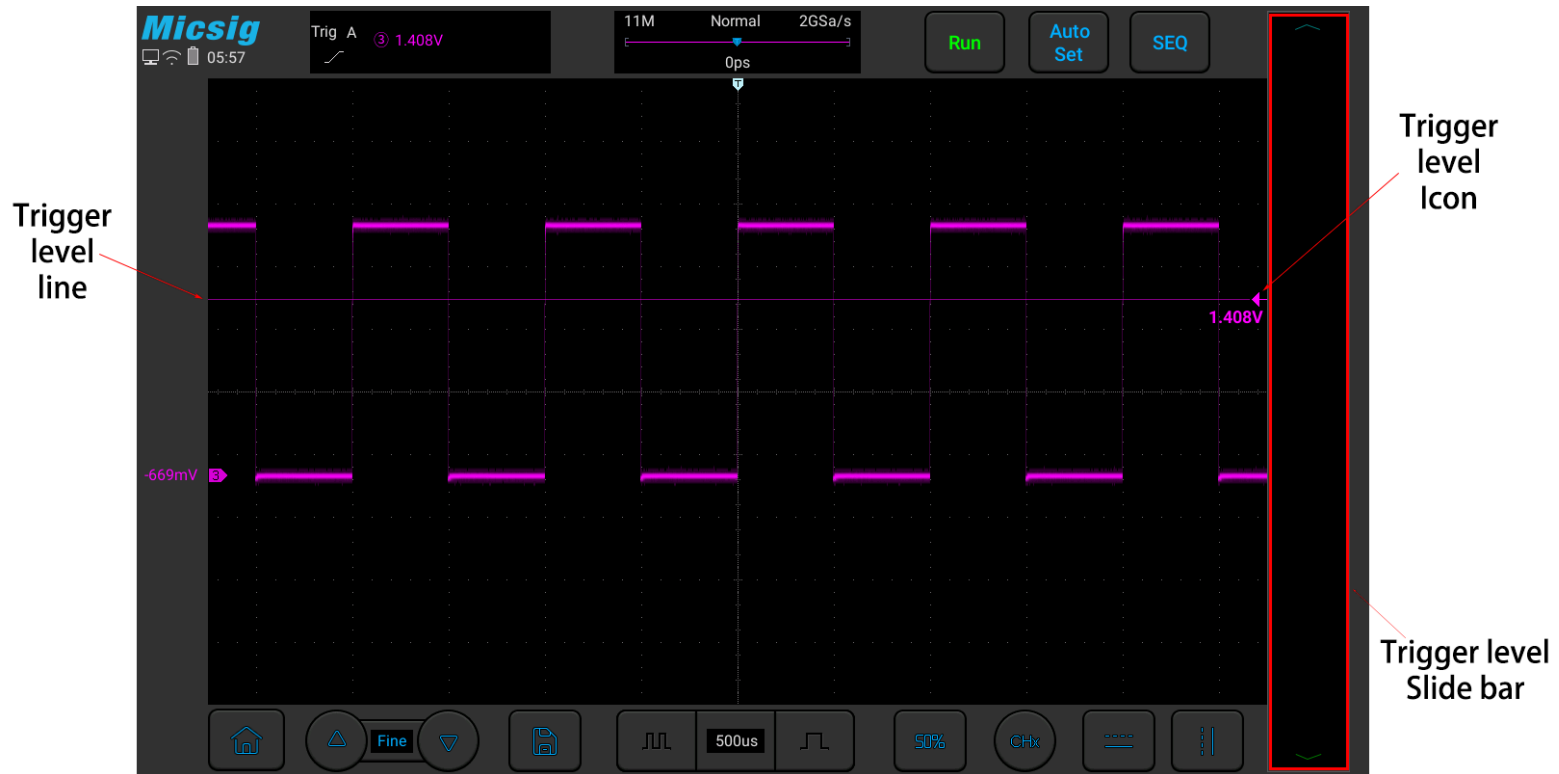 Micsig
05:57
Trig A
③ 1.408V
11M Normal 2GSa/s
0ps
Run
Auto
Set
SEQ
T
Trigger
level
Icon
Trigger
level
line
1.408V
-669mV 3
Trigger level
Slide bar
Fine
500us
50%
CHx